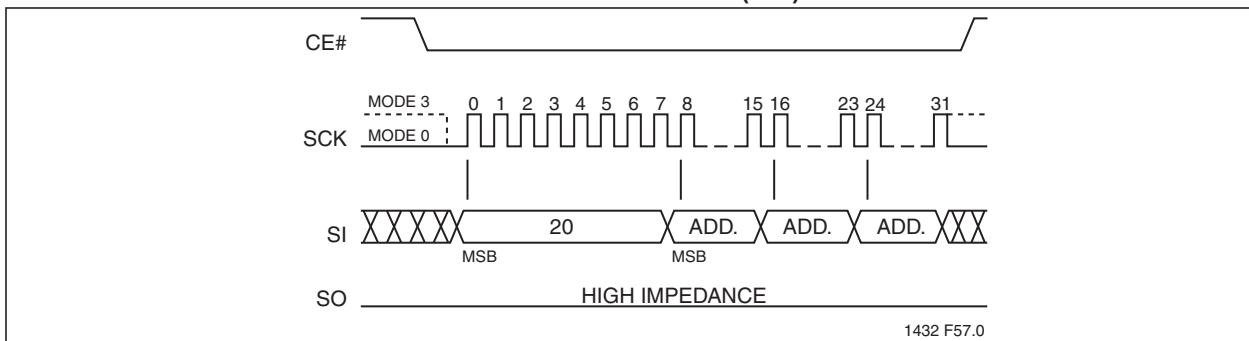 CE#
MODE 3
0 1 2 3 4 5 6 7 8 15 16 23 24 31
SCK
MODE 0
SI
20 ADD. ADD. ADD.
MSB MSB
SO
HIGH IMPEDANCE
1432 F57.0